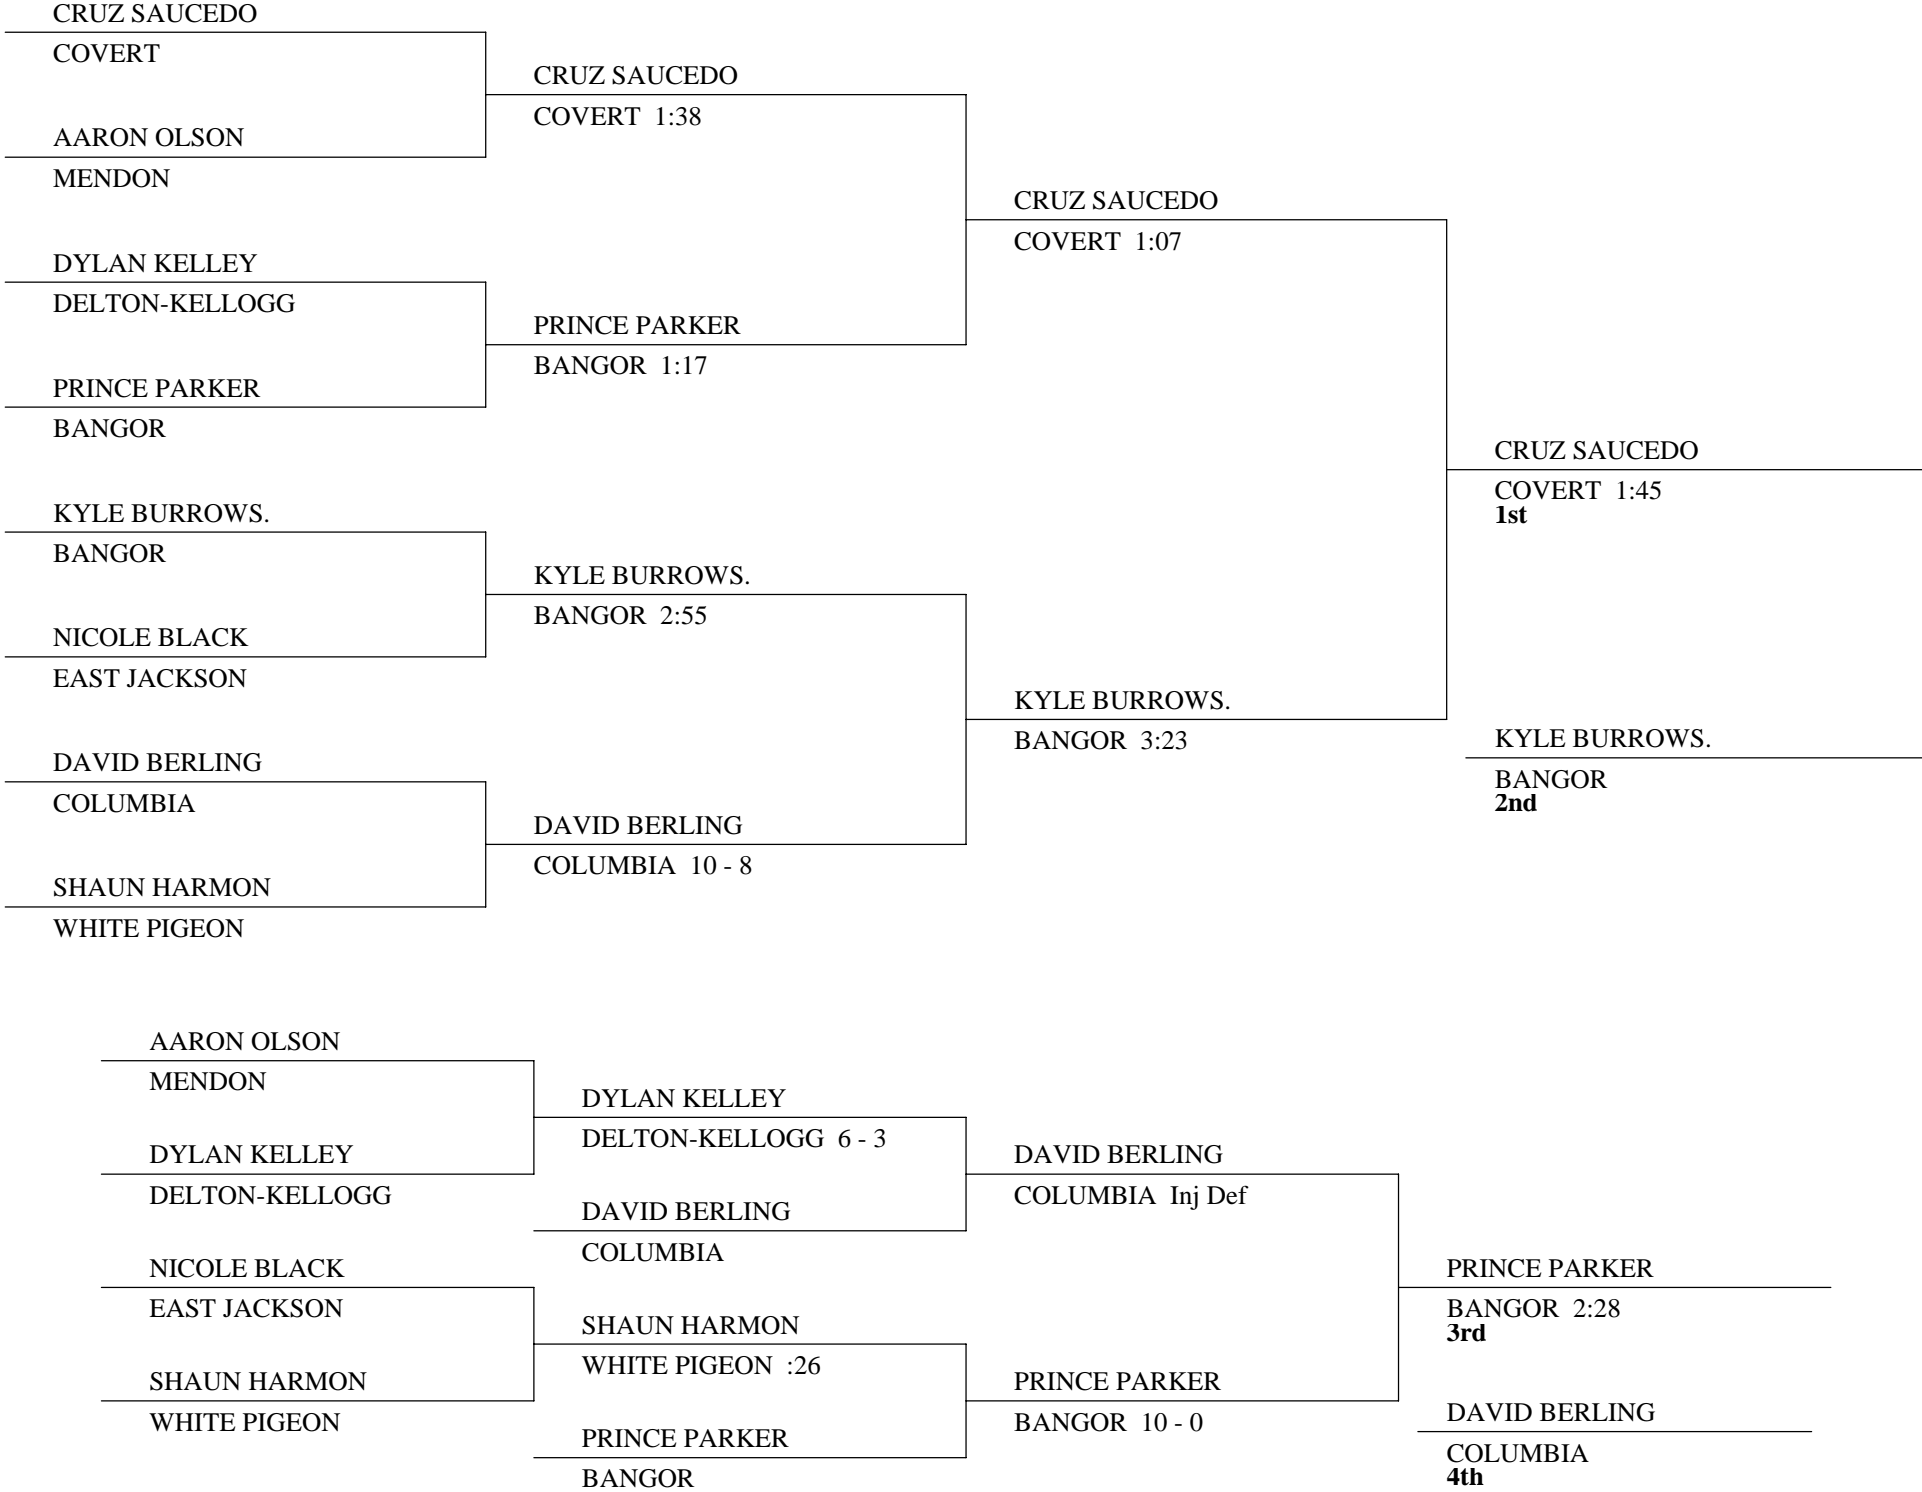 CRUZ SAUCEDO
COVERT
AARON OLSON
MENDON
DYLAN KELLEY
DELTON-KELLOGG
PRINCE PARKER
BANGOR
KYLE BURROWS.
BANGOR
NICOLE BLACK
EAST JACKSON
DAVID BERLING
COLUMBIA
SHAUN HARMON
WHITE PIGEON
CRUZ SAUCEDO
COVERT 1:38
PRINCE PARKER
BANGOR 1:17
KYLE BURROWS.
BANGOR 2:55
DAVID BERLING
COLUMBIA 10 - 8
CRUZ SAUCEDO
COVERT 1:07
KYLE BURROWS.
BANGOR 3:23
CRUZ SAUCEDO
COVERT 1:45
1st
KYLE BURROWS.
BANGOR
2nd
AARON OLSON
MENDON
DYLAN KELLEY
DELTON-KELLOGG
NICOLE BLACK
EAST JACKSON
SHAUN HARMON
WHITE PIGEON
DYLAN KELLEY
DELTON-KELLOGG 6 - 3
DAVID BERLING
COLUMBIA
SHAUN HARMON
WHITE PIGEON :26
PRINCE PARKER
BANGOR
DAVID BERLING
COLUMBIA Inj Def
PRINCE PARKER
BANGOR 10 - 0
PRINCE PARKER
BANGOR 2:28
3rd
DAVID BERLING
COLUMBIA
4th